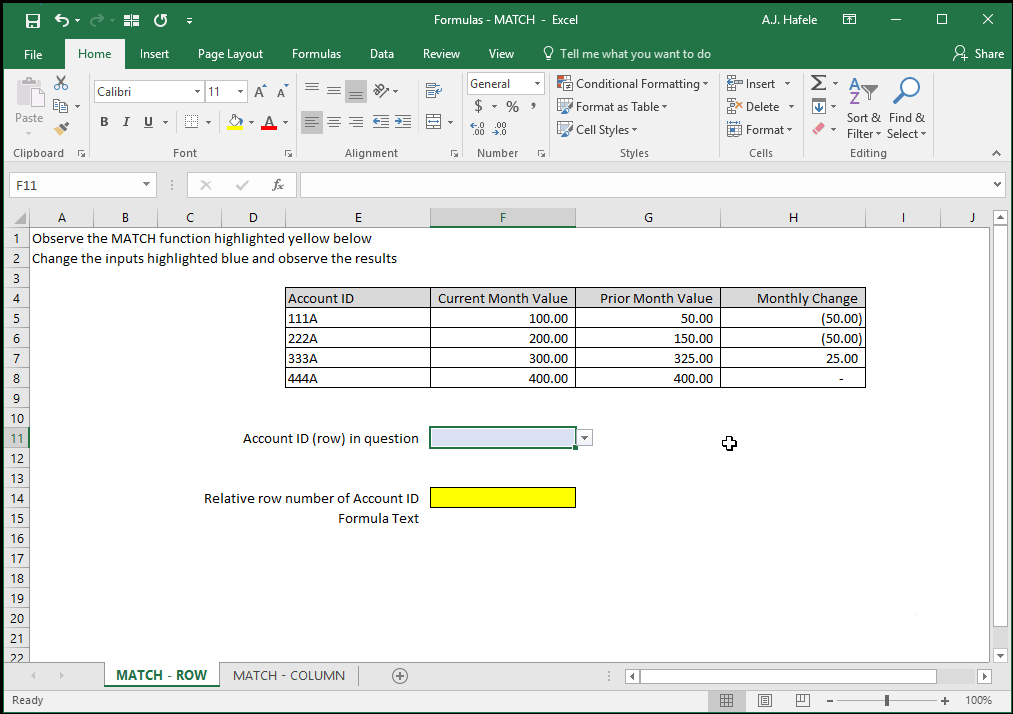 Formulas - MATCH - Excel
A.J. Hafele
File Home Insert Page Layout Formulas Data Review View Tell me what you want to do Share
Paste
Calibri 11
B I U A
General
$ % ,
Conditional Formatting
Format as Table
Cell Styles
Insert
Delete
Format
Sort & Filter
Find & Select
Clipboard Font Alignment Number Styles Cells Editing
F11 fx
A B C D E F G H I J
1 Observe the MATCH function highlighted yellow below
2 Change the inputs highlighted blue and observe the results
3
4 Account ID Current Month Value Prior Month Value Monthly Change
5 111A 100.00 50.00 (50.00)
6 222A 200.00 150.00 (50.00)
7 333A 300.00 325.00 25.00
8 444A 400.00 400.00 -
9
10
11 Account ID (row) in question
12
13
14 Relative row number of Account ID
15 Formula Text
16
17
18
19
20
21
22
MATCH - ROW MATCH - COLUMN
Ready 100%